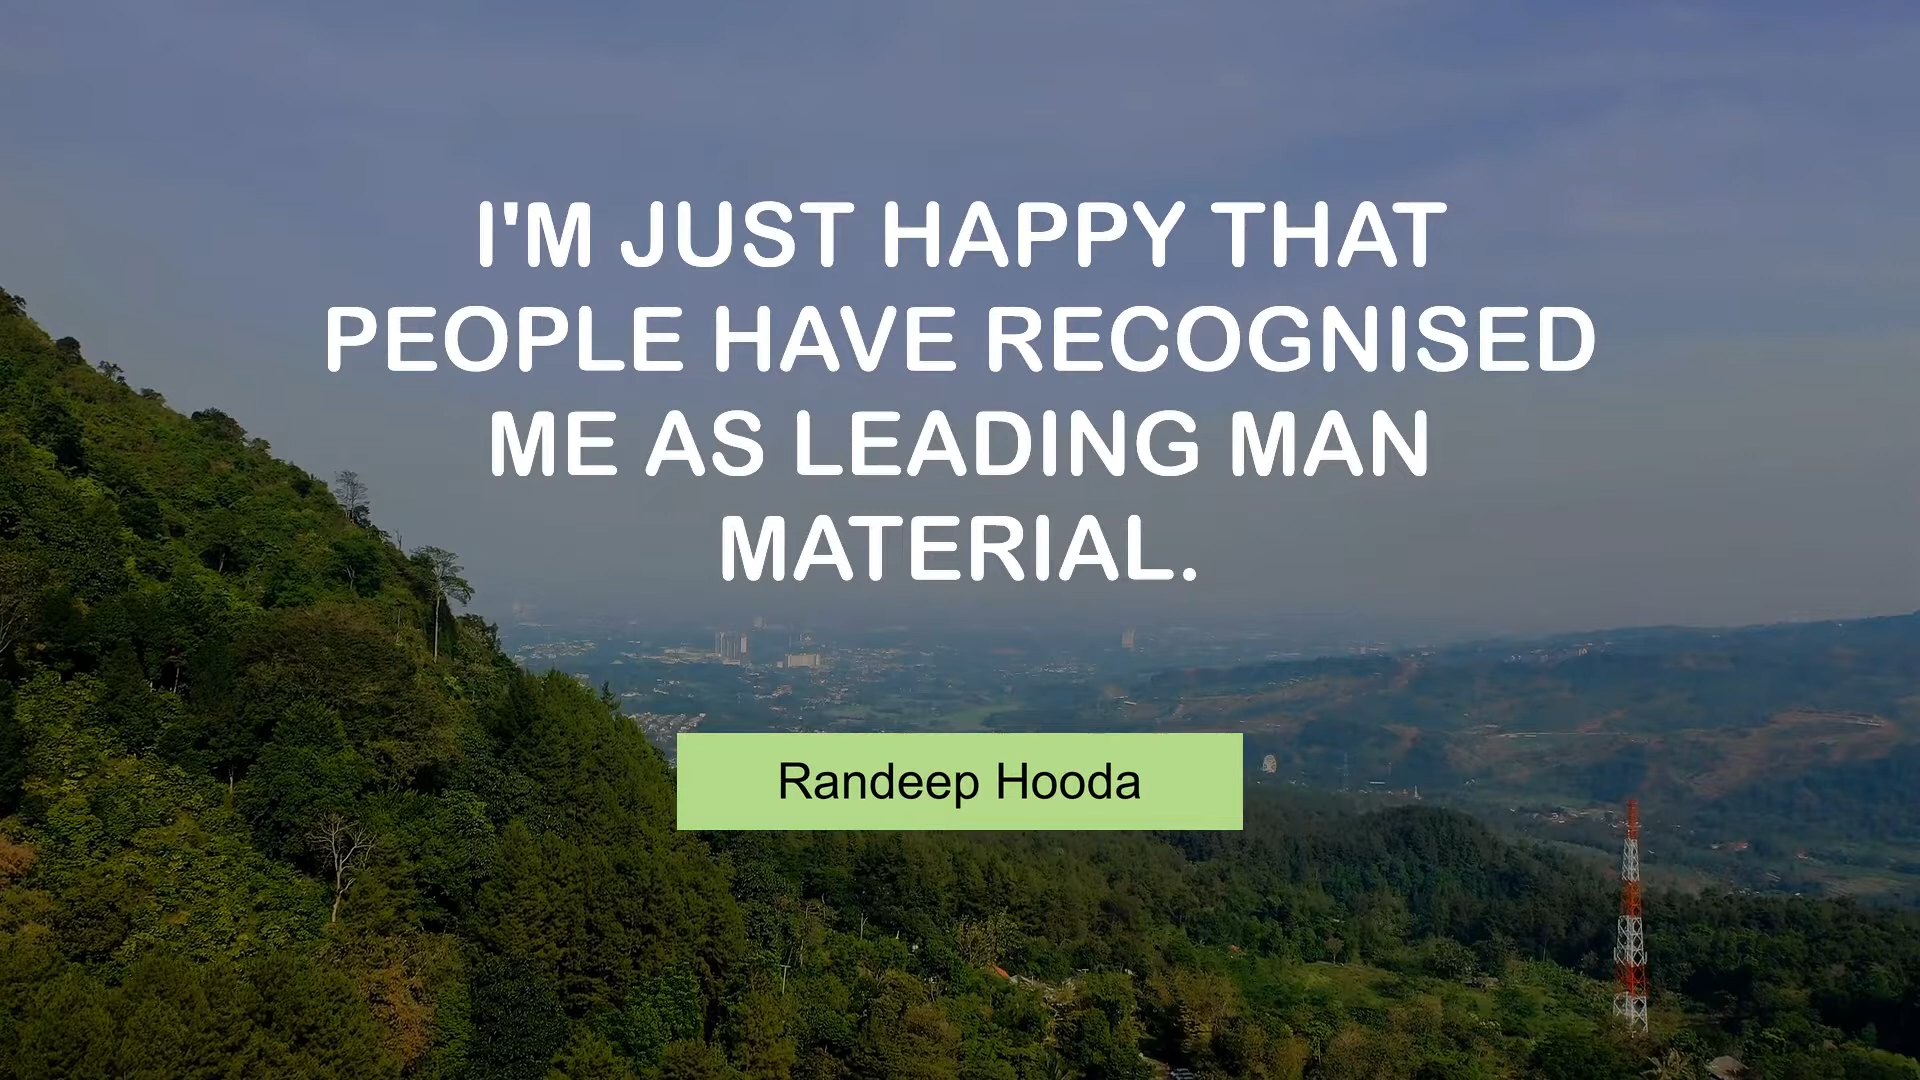 I'M JUST HAPPY THAT
PEOPLE HAVE RECOGNISED
ME AS LEADING MAN
MATERIAL.
Randeep Hooda